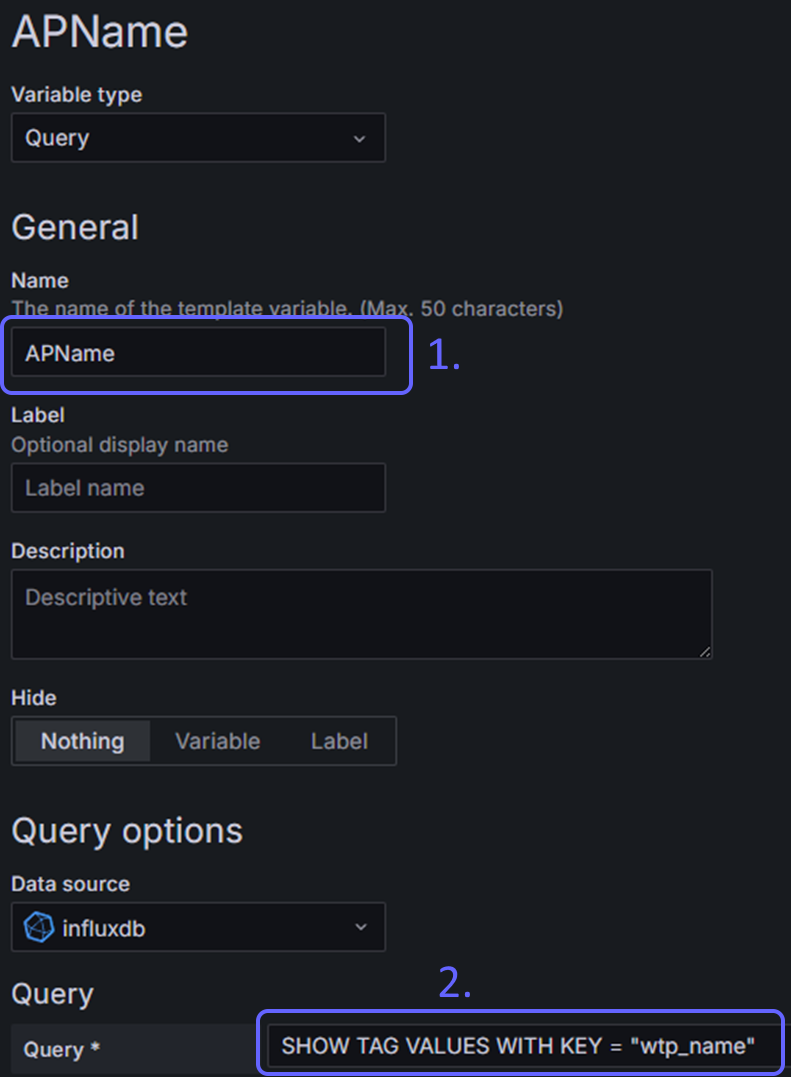 APName
Variable type
Query
General
Name
The name of the template variable. (Max. 50 characters)
APName
1.
Label
Optional display name
Label name
Description
Descriptive text
Hide
Nothing Variable Label
Query options
Data source
influxdb
Query
2.
Query * SHOW TAG VALUES WITH KEY = "wtp_name"